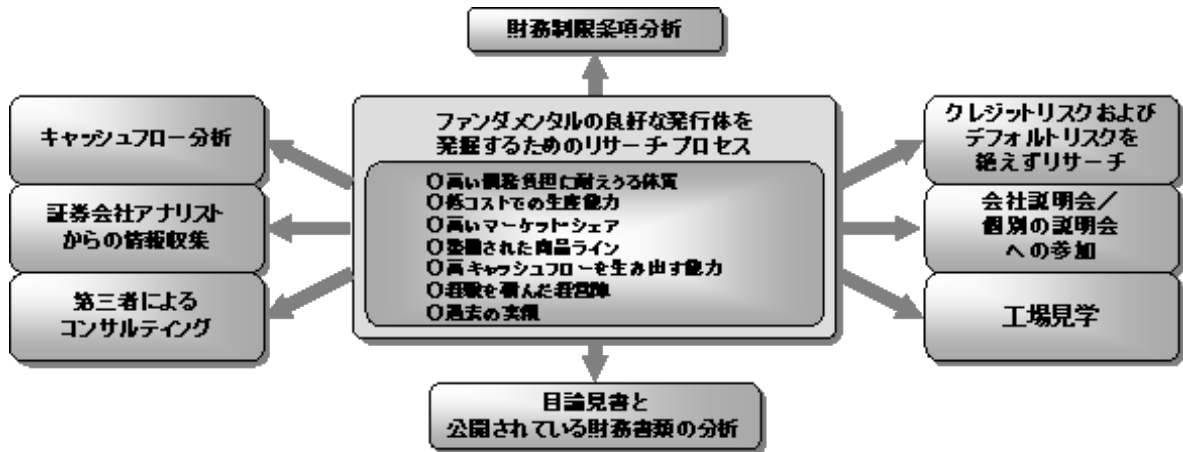 財務制限条項分析
キャッシュフロー分析
証券会社アナリスト
からの情報収集
第三者による
コンサルティング
ファンダメンタルの良好な発行体を
発掘するためのリサーチ・プロセス
○高い債務負担に耐えうる体質
○低コストでの生産能力
○高いマーケットシェア
○整備された商品ライン
○高キャッシュフローを生み出す能力
○経験を積んだ経営陣
○過去の実績
クレジットリスクおよび
デフォルトリスクを
絶えずリサーチ
会社説明会／
個別の説明会
への参加
工場見学
目論見書と
公開されている財務書類の分析